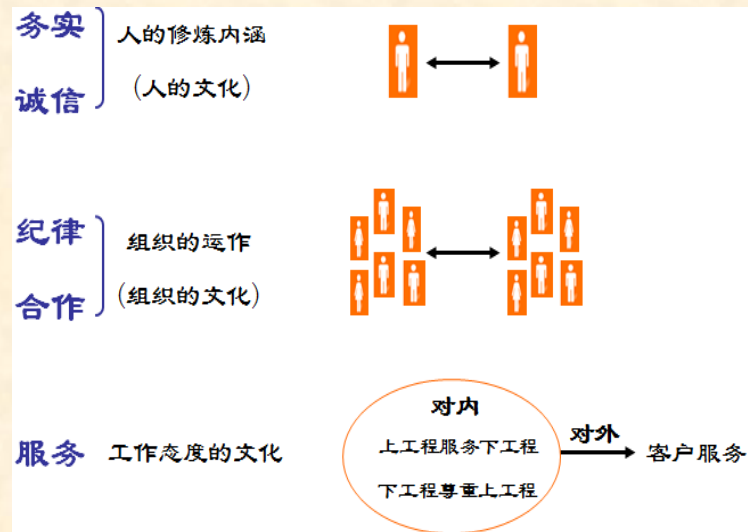 务实
人的修炼内涵
(人的文化)
诚信
纪律
组织的运作
(组织的文化)
合作
对内
上工程服务下工程
下工程尊重上工程
对外
客户服务
服务
工作态度的文化